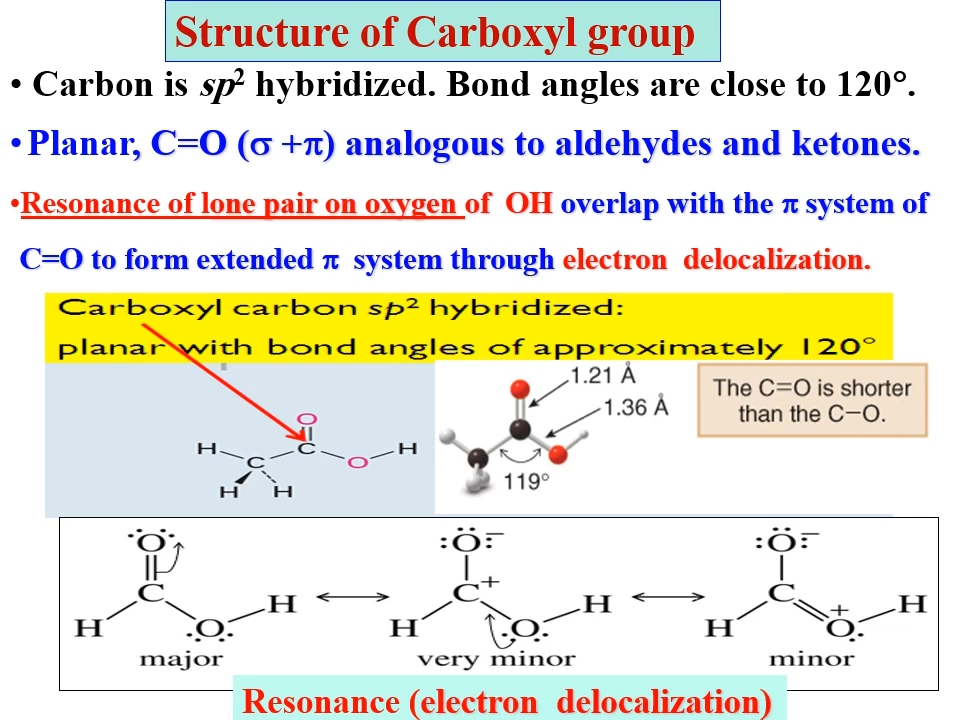 Structure of Carboxyl group
• Carbon is sp² hybridized. Bond angles are close to 120°.
• Planar, C=O (σ +π) analogous to aldehydes and ketones.
•Resonance of lone pair on oxygen of OH overlap with the π system of
C=O to form extended π system through electron delocalization.
Carboxyl carbon sp² hybridized:
planar with bond angles of approximately 120°
O
H C O H
C
H H
1.21 Å
1.36 Å
119°
The C=O is shorter
than the C–O.
O :O:– :O:–
C C+ C
H O H H O H H O+ H
major very minor minor
Resonance (electron delocalization)